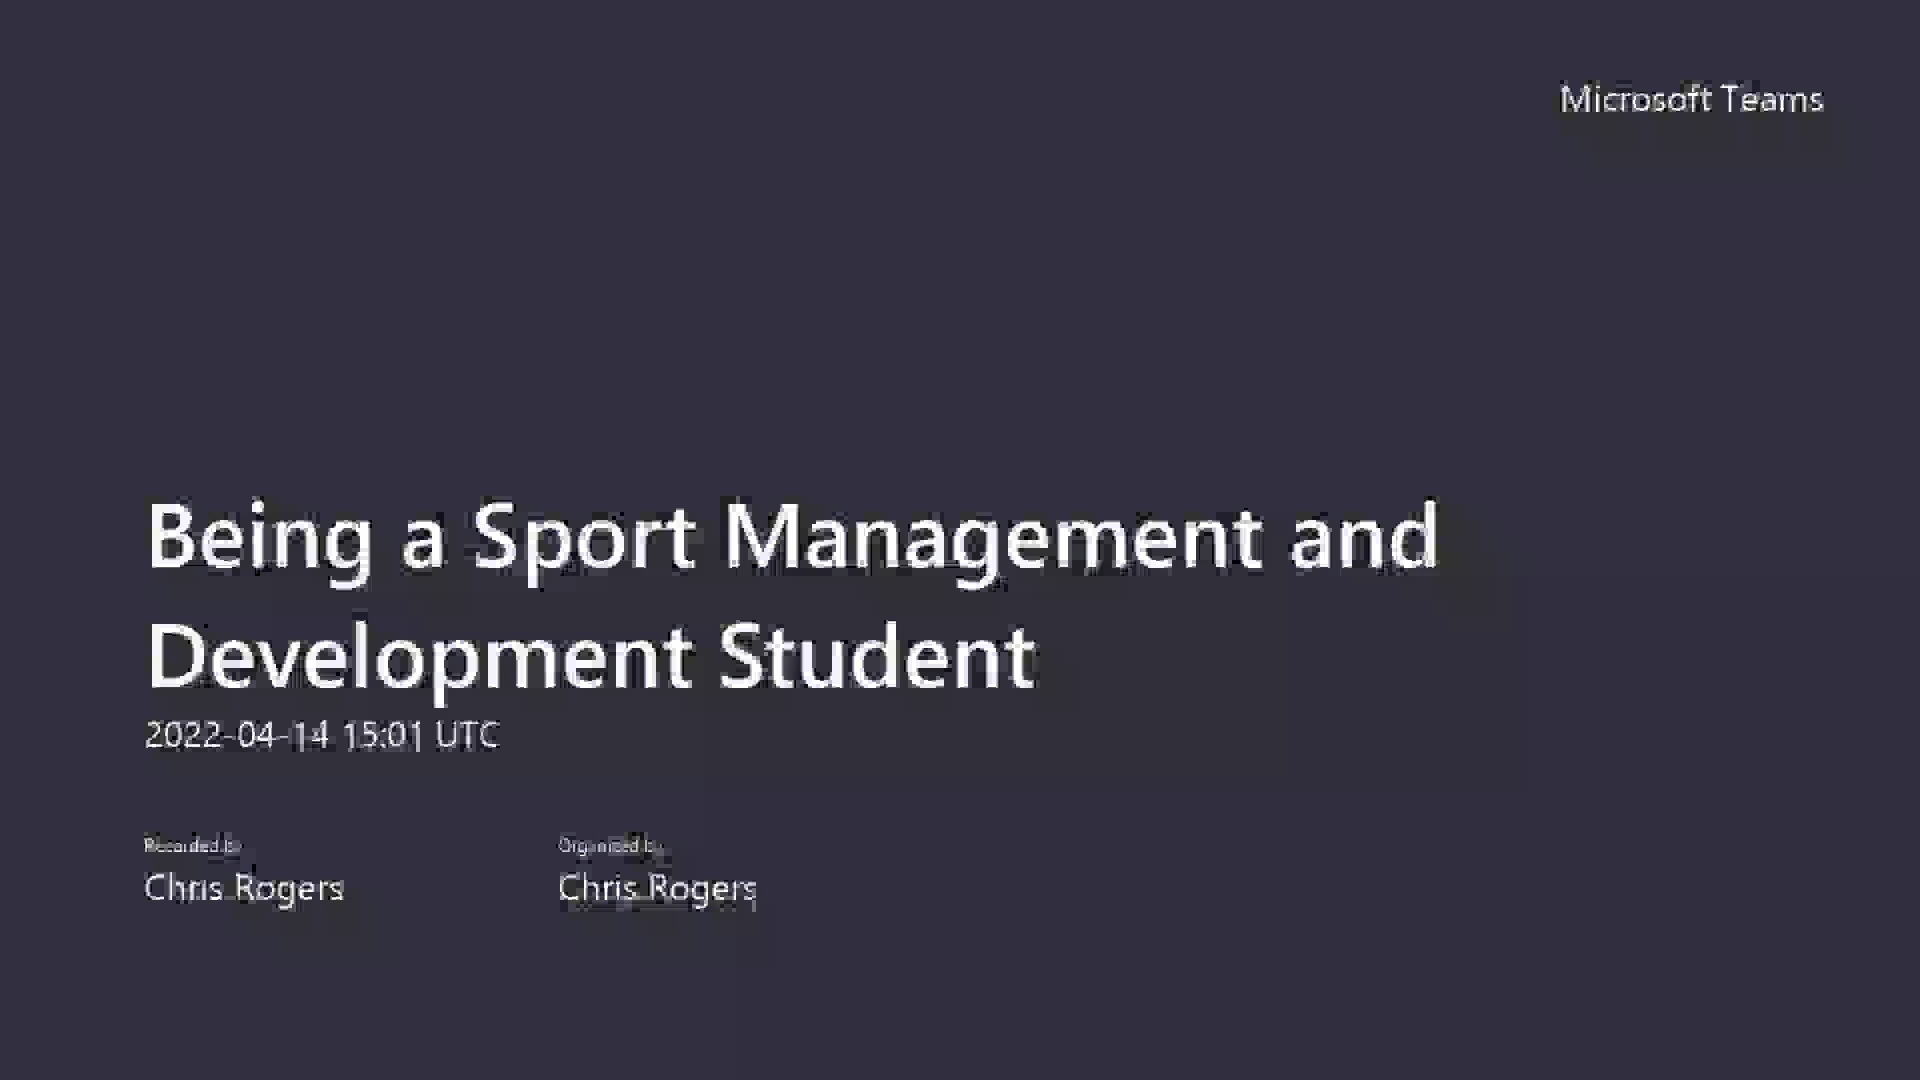 Microsoft Teams
Being a Sport Management and
Development Student
2022-04-14 15:01 UTC
Recorded by
Organized by
Chris Rogers
Chris Rogers